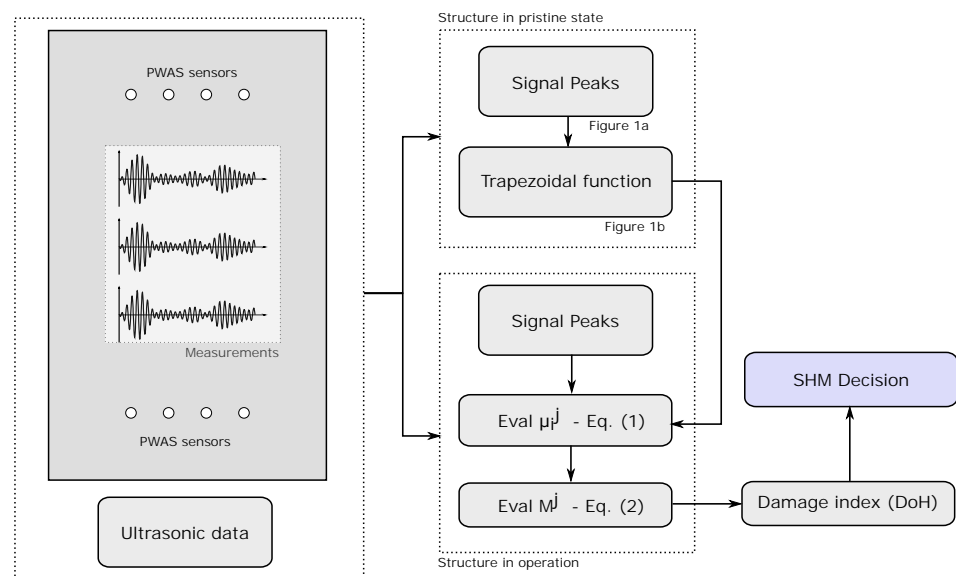 PWAS sensors
Measurements
PWAS sensors
Ultrasonic data
Structure in pristine state
Signal Peaks
Figure 1a
Trapezoidal function
Figure 1b
Signal Peaks
Eval μᵢʲ - Eq. (1)
Eval Mʲ - Eq. (2)
Structure in operation
SHM Decision
Damage index (DoH)